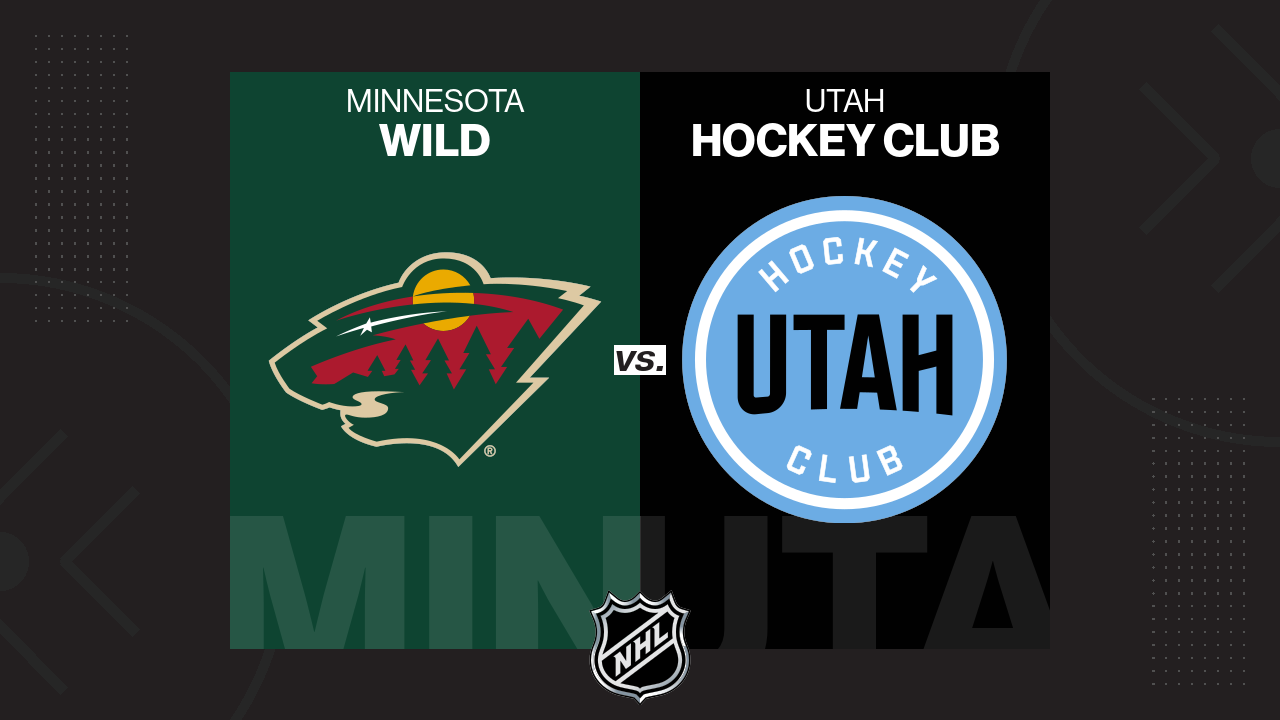 MINNESOTA
WILD
UTAH
HOCKEY CLUB
HOCKEY
UTAH
CLUB
vs.
®
MIN
UTA
NHL